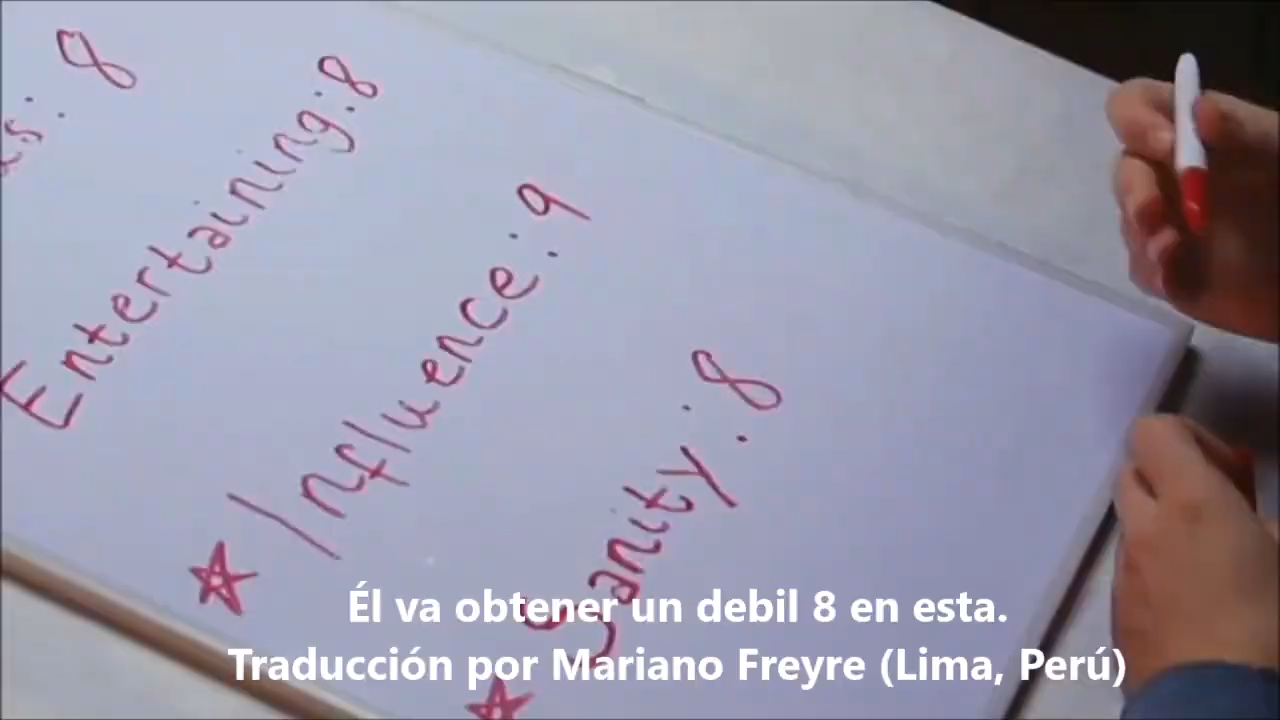 : 8
Entertaining: 8
☆ Influence: 9
☆ Sanity: 8
Él va obtener un debil 8 en esta.
Traducción por Mariano Freyre (Lima, Perú)